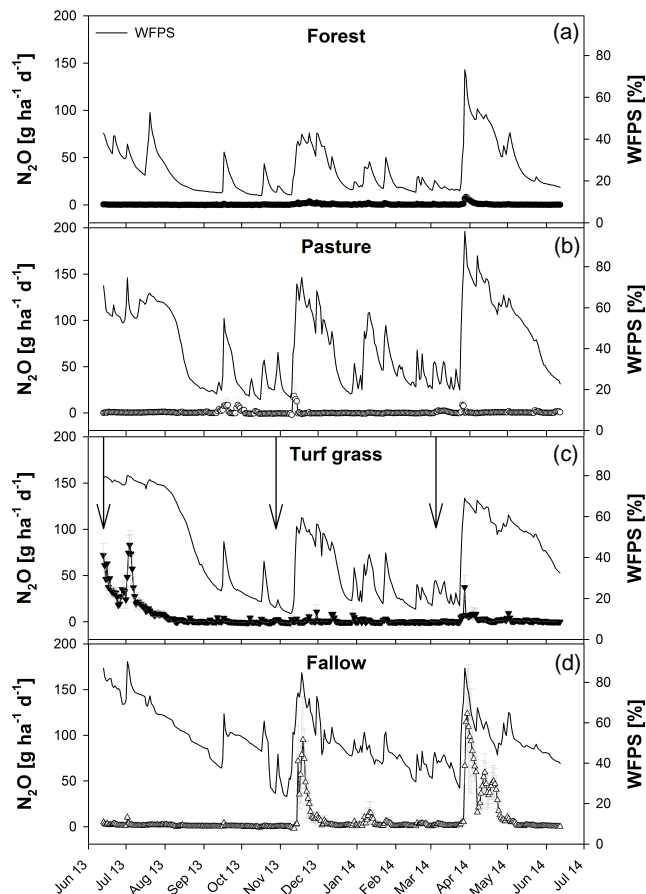 Forest
(a)
WFPS
200
150
100
50
0
N₂O [g ha⁻¹ d⁻¹]
80
60
40
20
0
WFPS [%]
Pasture
(b)
200
150
100
50
0
N₂O [g ha⁻¹ d⁻¹]
80
60
40
20
0
WFPS [%]
Turf grass
(c)
200
150
100
50
0
N₂O [g ha⁻¹ d⁻¹]
80
60
40
20
0
WFPS [%]
Fallow
(d)
200
150
100
50
0
N₂O [g ha⁻¹ d⁻¹]
80
60
40
20
0
WFPS [%]
Jun 13
Jul 13
Aug 13
Sep 13
Oct 13
Nov 13
Dec 13
Jan 14
Feb 14
Mar 14
Apr 14
May 14
Jun 14
Jul 14